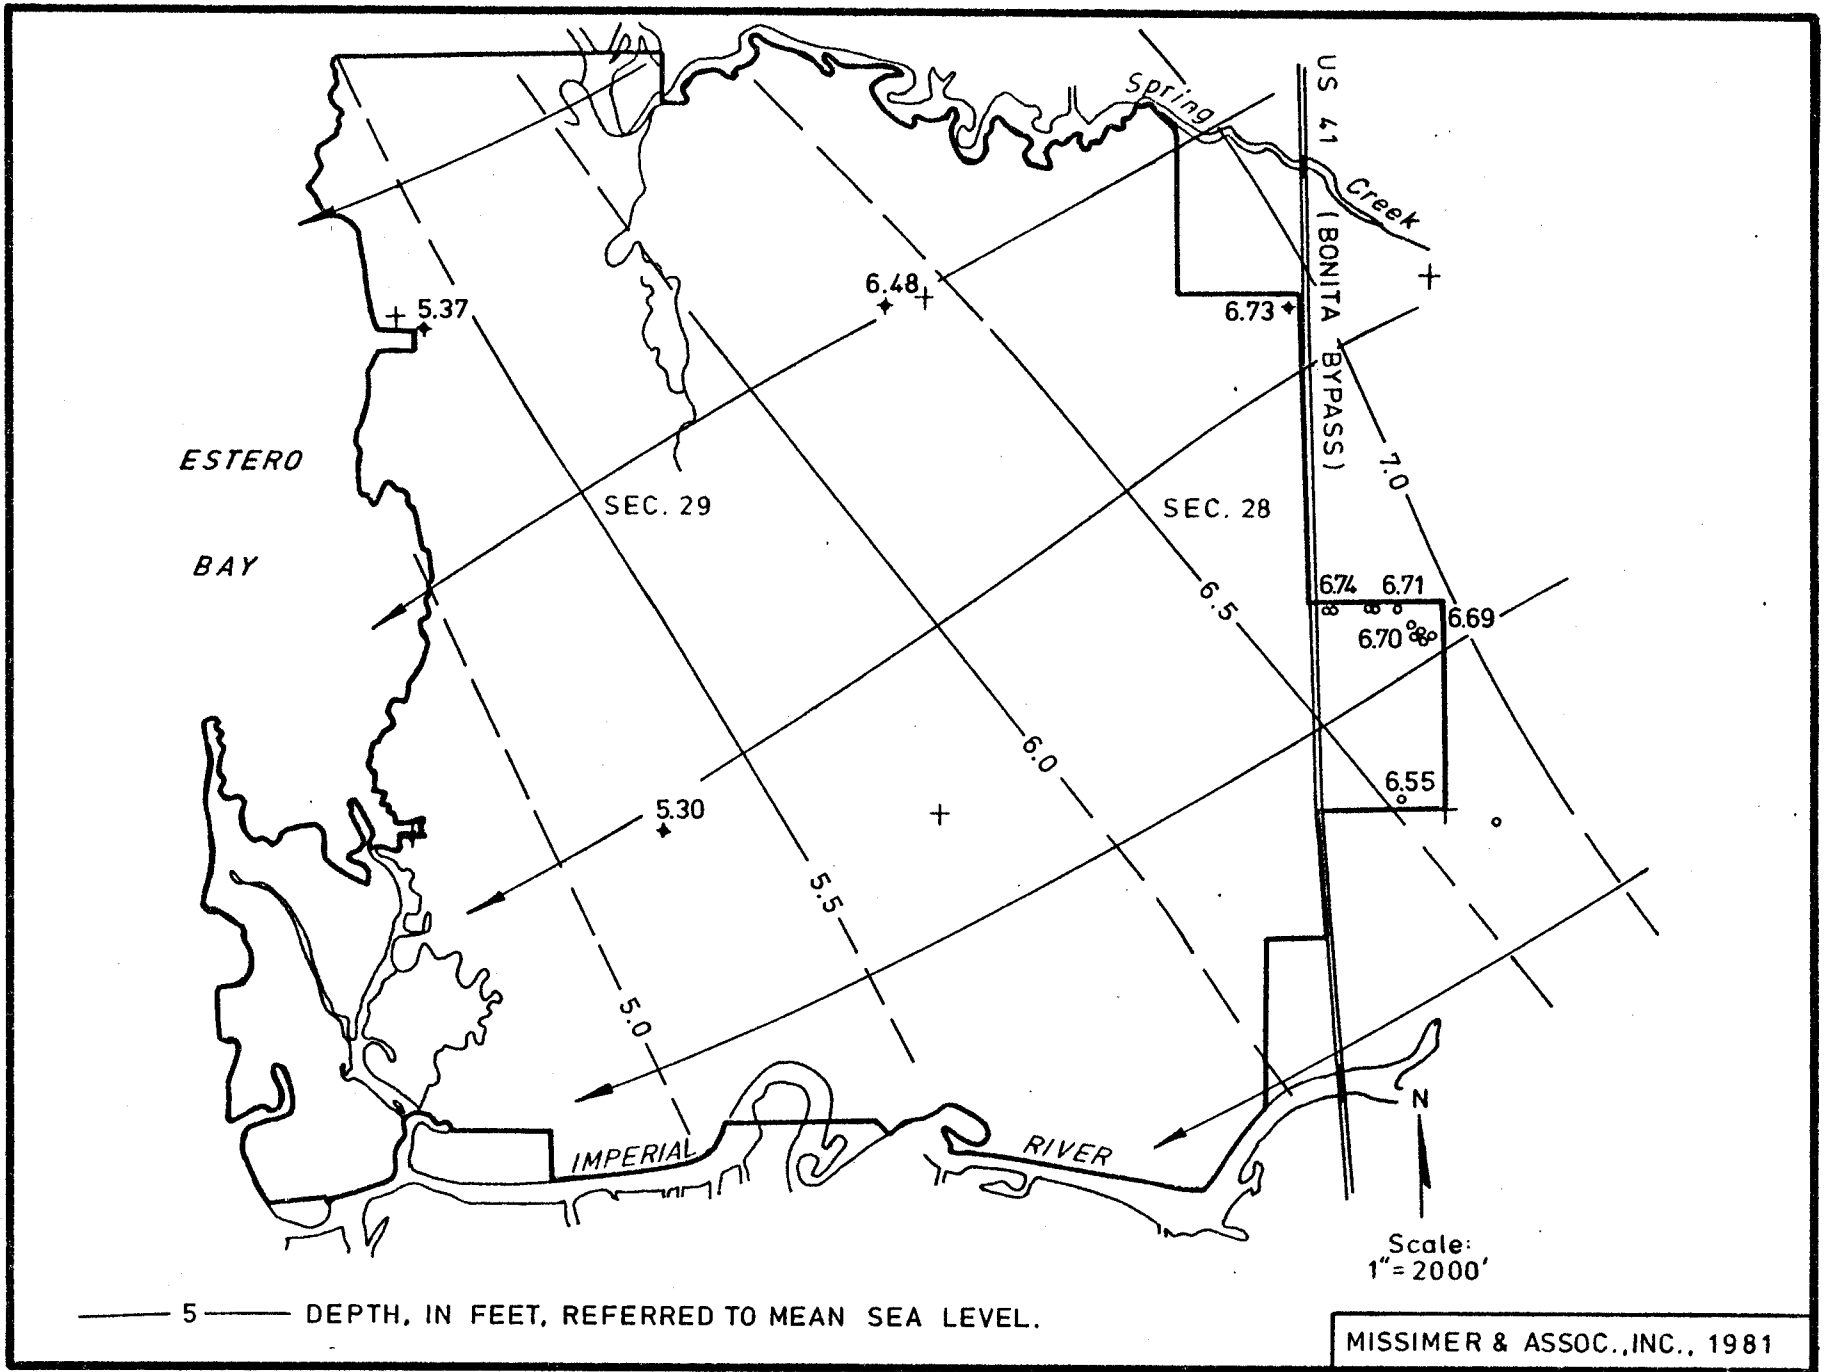 Spring
Creek
US 41 (BONITA BYPASS)
5.37
6.48
6.73
ESTERO
BAY
SEC. 29
SEC. 28
7.0
6.5
6.74
6.71
6.69
6.70
6.0
6.55
5.30
5.5
5.0
IMPERIAL
RIVER
N
Scale:
1"=2000'
5 DEPTH, IN FEET, REFERRED TO MEAN SEA LEVEL.
MISSIMER & ASSOC.,INC., 1981